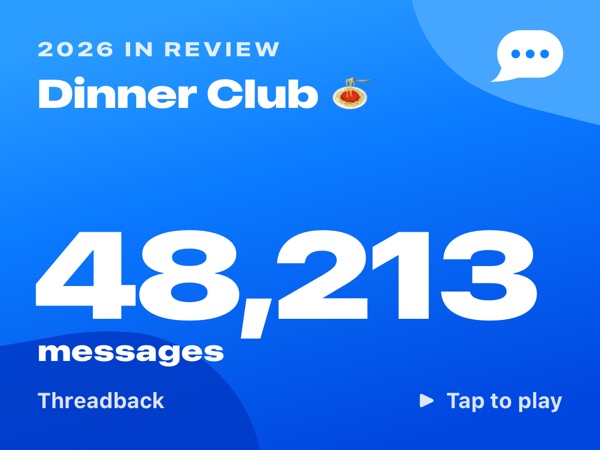 2026 IN REVIEW
Dinner Club 🍝
48,213
messages
Threadback
Tap to play